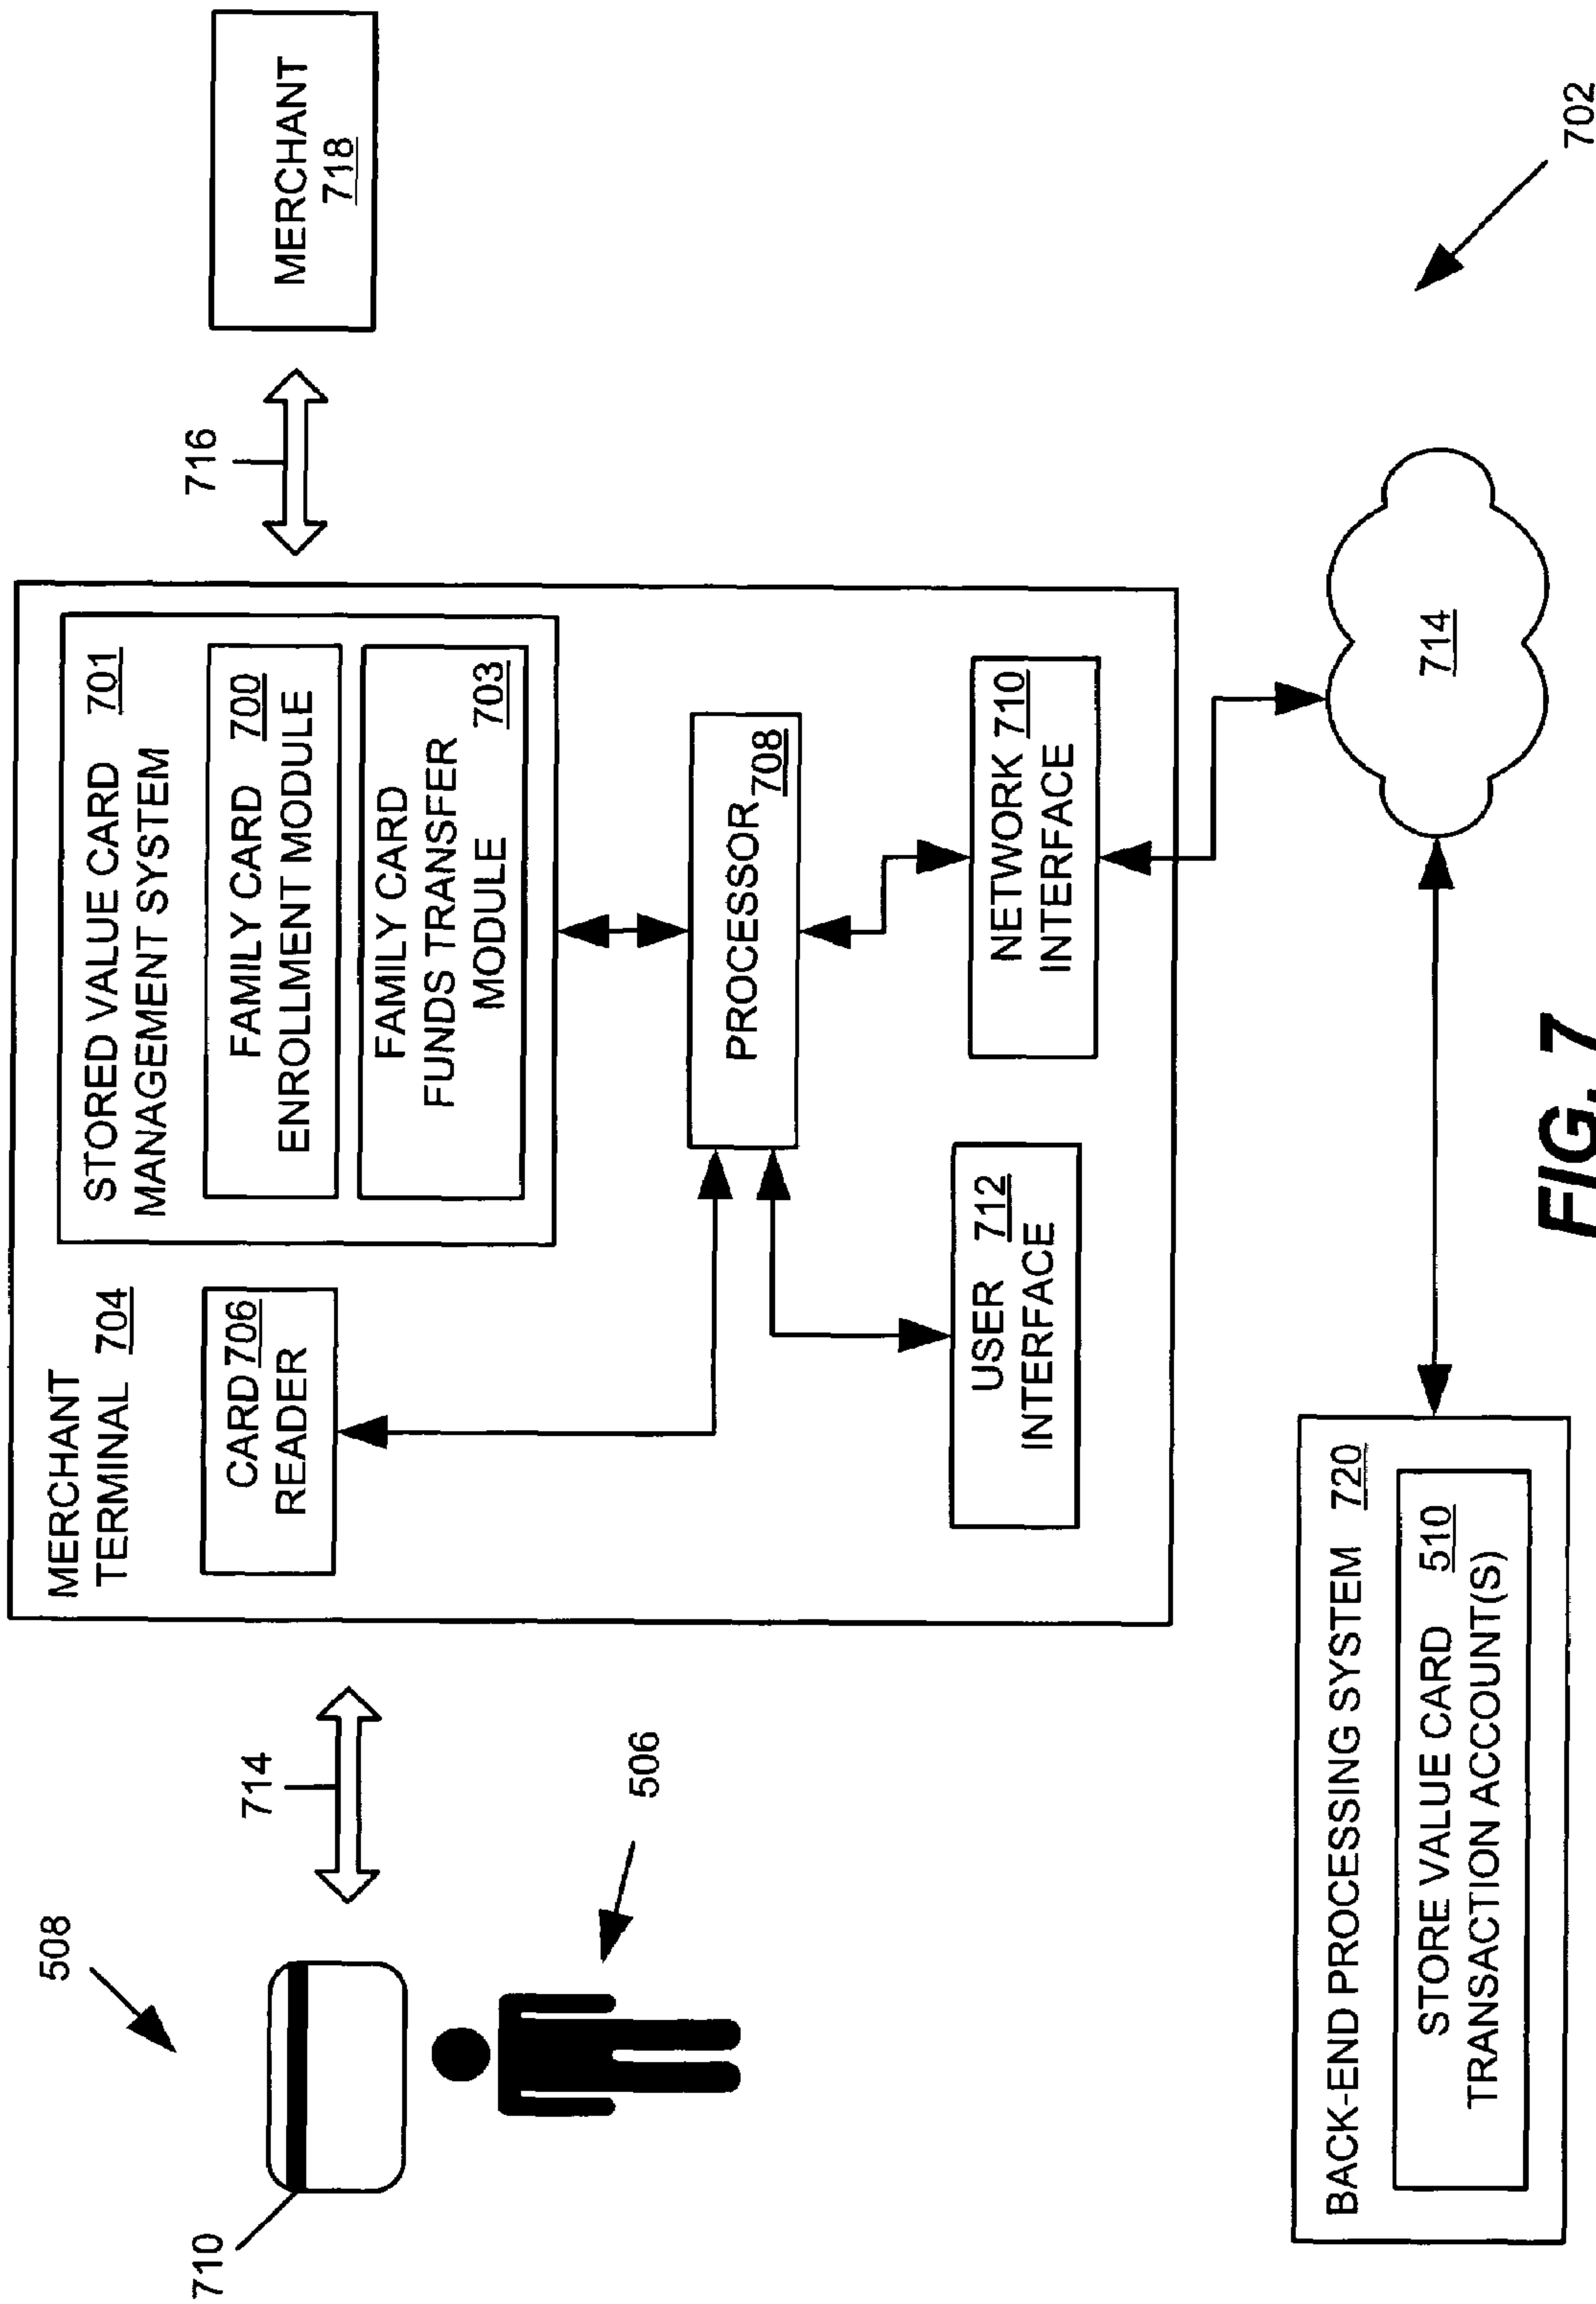 508
710
714
506
MERCHANT
TERMINAL 704
CARD 706
READER
STORED VALUE CARD 701
MANAGEMENT SYSTEM
FAMILY CARD 700
ENROLLMENT MODULE
FAMILY CARD
FUNDS TRANSFER 703
MODULE
PROCESSOR 708
USER 712
INTERFACE
NETWORK 710
INTERFACE
716
MERCHANT
718
BACK-END PROCESSING SYSTEM 720
STORE VALUE CARD 510
TRANSACTION ACCOUNT(S)
714
702
FIG. 7